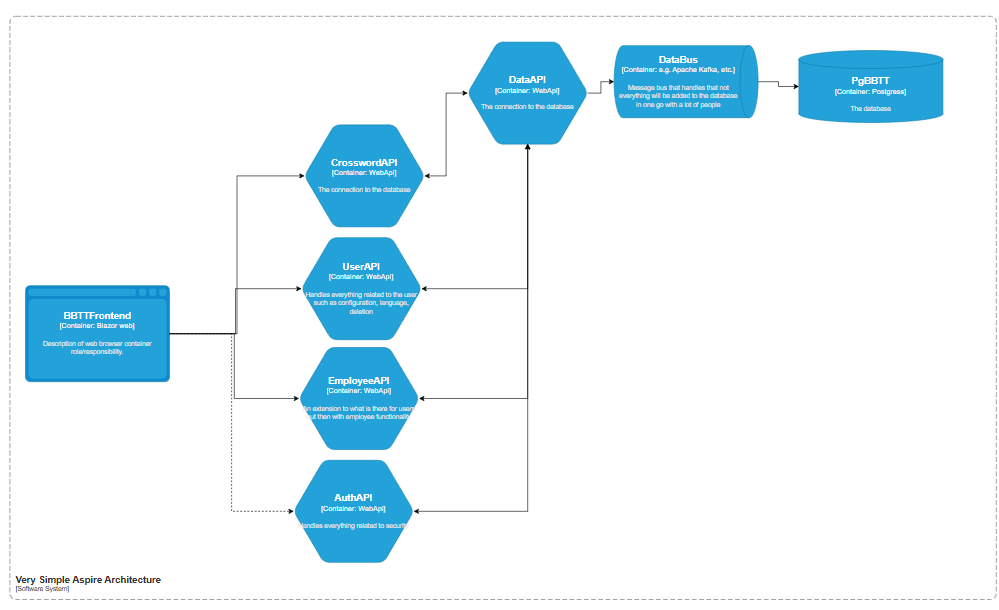 DataAPI
[Container: WebApi]
The connection to the database
DataBus
[Container: e.g. Apache Kafka, etc.]
Message bus that handles that not
everything will be added to the database
in one go with a lot of people
PgBBTT
[Container: Postgress]
The database
CrosswordAPI
[Container: WebApi]
The connection to the database
UserAPI
[Container: WebApi]
Handles everything related to the user
such as configuration, language,
deletion
BBTTFrontend
[Container: Blazor web]
Description of web browser container
role/responsibility.
EmployeeAPI
[Container: WebApi]
An extension to what is there for users
but then with employee functionality
AuthAPI
[Container: WebApi]
Handles everything related to security
Very Simple Aspire Architecture
[Software System]